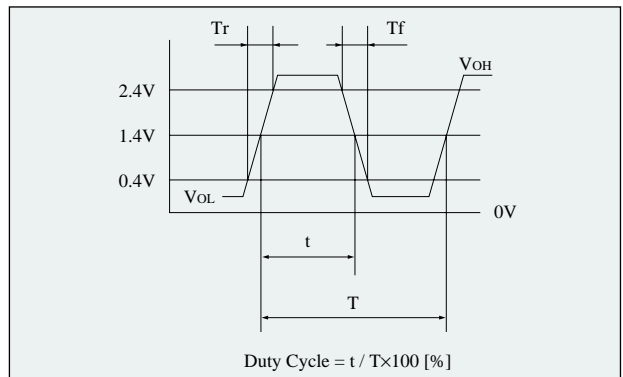 Tr Tf
VOH
2.4V
1.4V
0.4V
VOL
0V
t
T
Duty Cycle = t / T×100 [%]